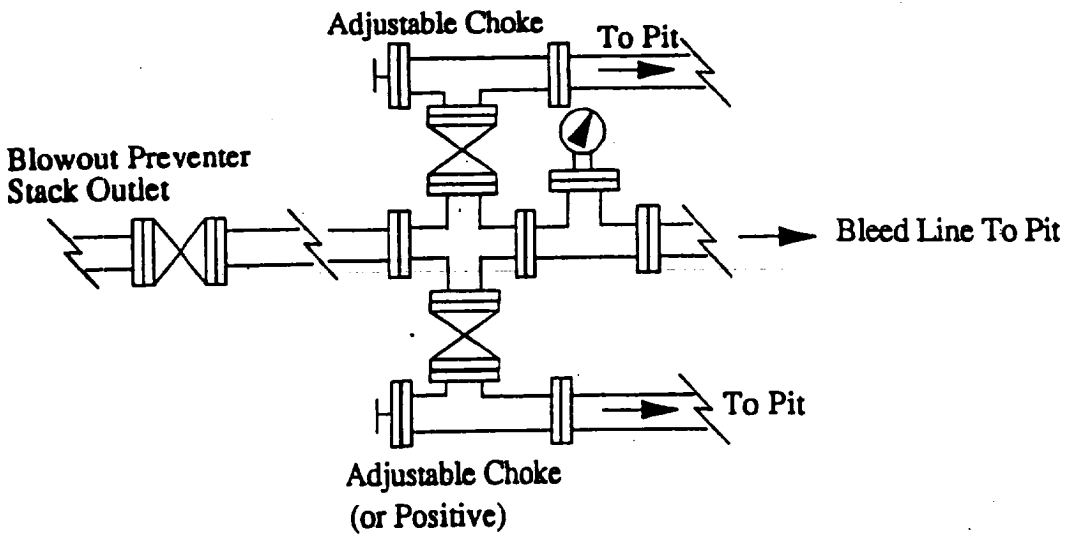 Adjustable Choke
To Pit
Blowout Preventer
Stack Outlet
Bleed Line To Pit
To Pit
Adjustable Choke
(or Positive)